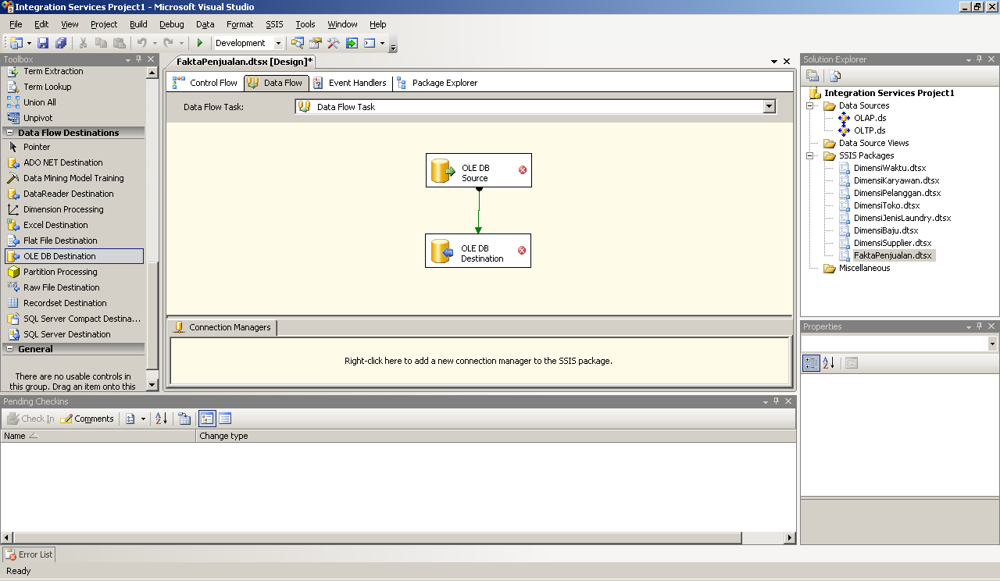 Integration Services Project1 - Microsoft Visual Studio
File Edit View Project Build Debug Data Format SSIS Tools Window Help
Development
Toolbox
Term Extraction
Term Lookup
Union All
Unpivot
Data Flow Destinations
Pointer
ADO NET Destination
Data Mining Model Training
DataReader Destination
Dimension Processing
Excel Destination
Flat File Destination
OLE DB Destination
Partition Processing
Raw File Destination
Recordset Destination
SQL Server Compact Destina...
SQL Server Destination
General
There are no usable controls in
this group. Drag an item onto this
FaktaPenjualan.dtsx [Design]*
Control Flow Data Flow Event Handlers Package Explorer
Data Flow Task: Data Flow Task
OLE DB
Source
OLE DB
Destination
Connection Managers
Right-click here to add a new connection manager to the SSIS package.
Solution Explorer
Integration Services Project1
Data Sources
OLAP.ds
OLTP.ds
Data Source Views
SSIS Packages
DimensiWaktu.dtsx
DimensiKaryawan.dtsx
DimensiPelanggan.dtsx
DimensiToko.dtsx
DimensiJenisLaundry.dtsx
DimensiBaju.dtsx
DimensiSupplier.dtsx
FaktaPenjualan.dtsx
Miscellaneous
Properties
Pending Checkins
Check In Comments
Name Change type
Error List
Ready